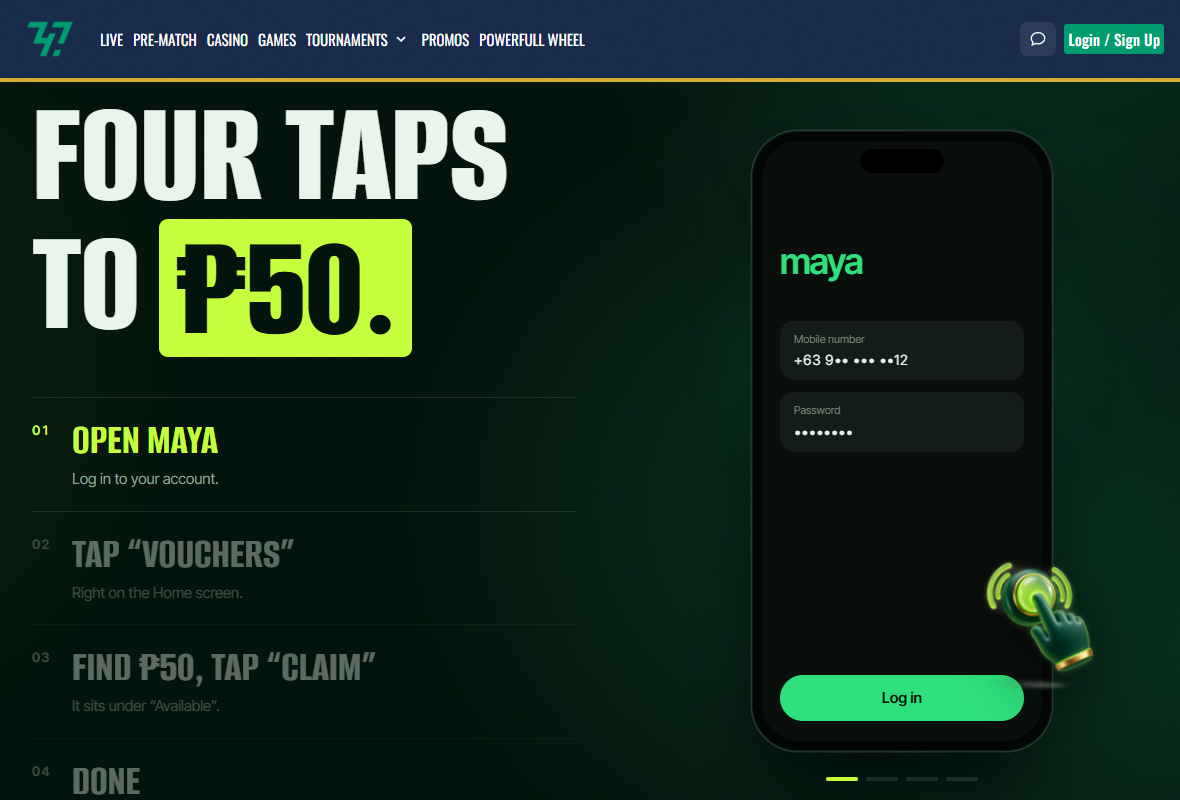 747
LIVE PRE-MATCH CASINO GAMES TOURNAMENTS PROMOS POWERFULL WHEEL
Login / Sign Up
FOUR TAPS
TO ₱50.
01 OPEN MAYA
Log in to your account.
02 TAP “VOUCHERS”
Right on the Home screen.
03 FIND ₱50, TAP “CLAIM”
It sits under “Available”.
04 DONE
maya
Mobile number
+63 9•• ••• ••12
Password
••••••••
Log in